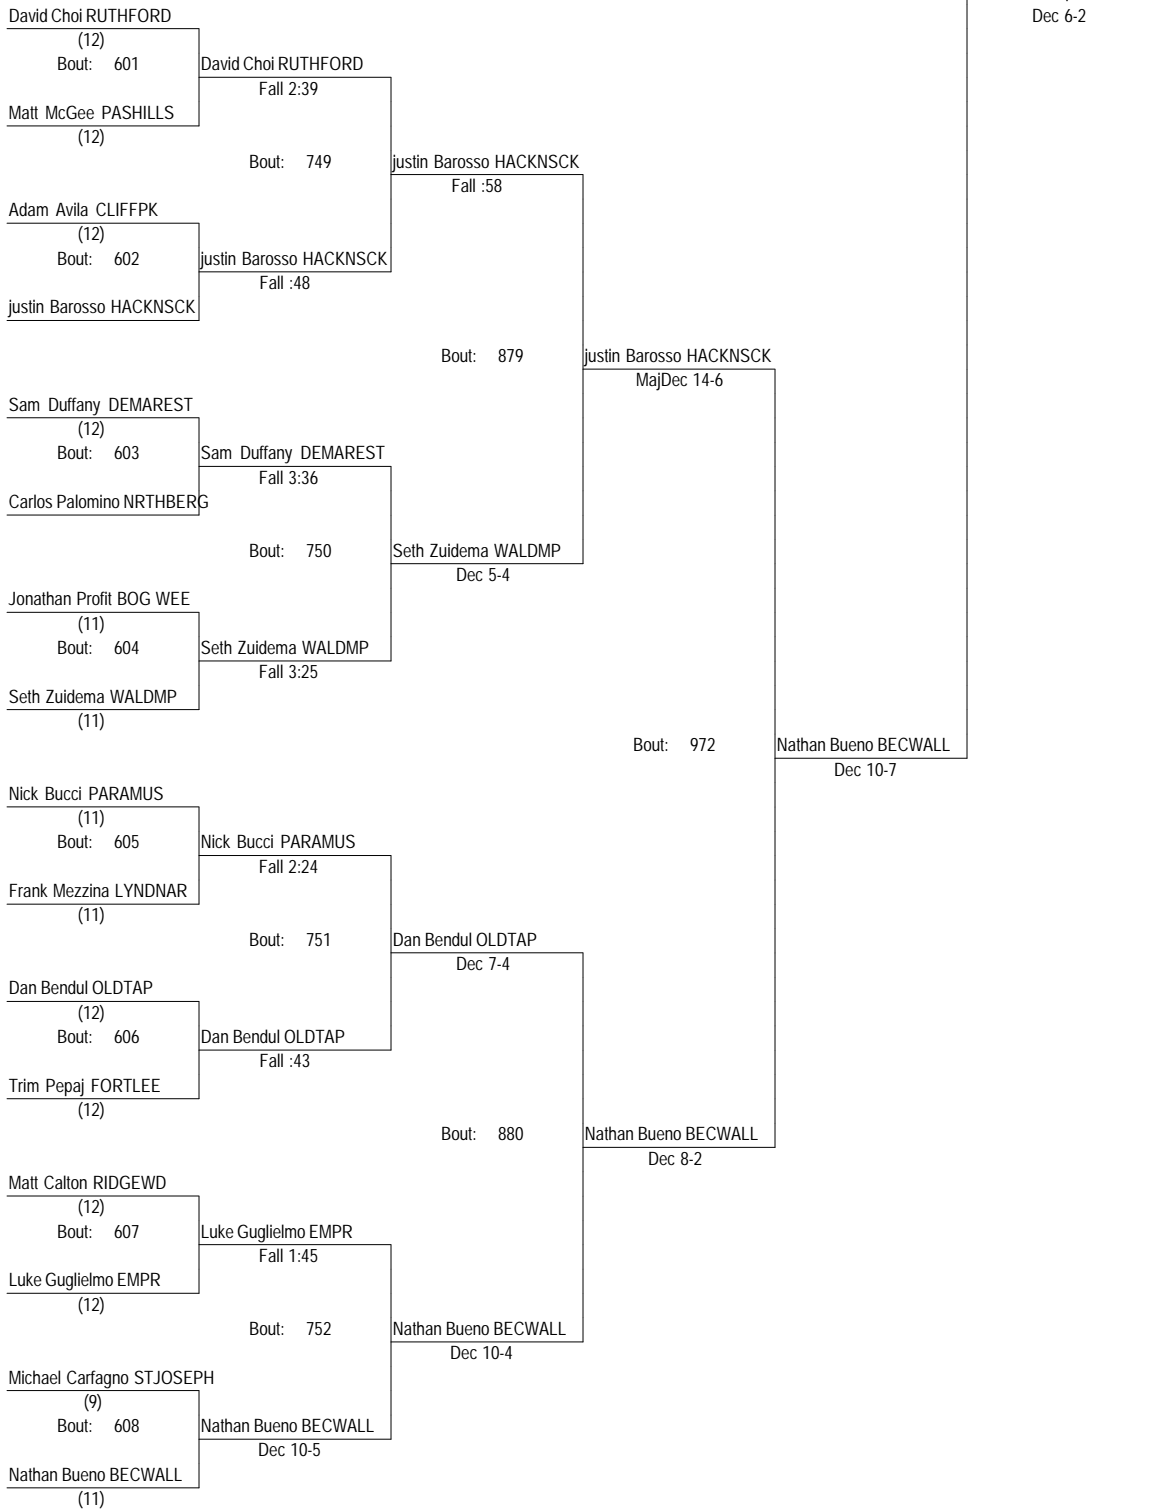 Dec 6-2
David Choi RUTHFORD
(12)
Bout: 601
David Choi RUTHFORD
Fall 2:39
Matt McGee PASHILLS
(12)
Bout: 749
justin Barosso HACKNSCK
Fall :58
Adam Avila CLIFFPK
(12)
Bout: 602
justin Barosso HACKNSCK
Fall :48
justin Barosso HACKNSCK
Bout: 879
justin Barosso HACKNSCK
MajDec 14-6
Sam Duffany DEMAREST
(12)
Bout: 603
Sam Duffany DEMAREST
Fall 3:36
Carlos Palomino NRTHBERG
Bout: 750
Seth Zuidema WALDMP
Dec 5-4
Jonathan Profit BOG WEE
(11)
Bout: 604
Seth Zuidema WALDMP
Fall 3:25
Seth Zuidema WALDMP
(11)
Bout: 972
Nathan Bueno BECWALL
Dec 10-7
Nick Bucci PARAMUS
(11)
Bout: 605
Nick Bucci PARAMUS
Fall 2:24
Frank Mezzina LYNDNAR
(11)
Bout: 751
Dan Bendul OLDTAP
Dec 7-4
Dan Bendul OLDTAP
(12)
Bout: 606
Dan Bendul OLDTAP
Fall :43
Trim Pepaj FORTLEE
(12)
Bout: 880
Nathan Bueno BECWALL
Dec 8-2
Matt Calton RIDGEWD
(12)
Bout: 607
Luke Guglielmo EMPR
Fall 1:45
Luke Guglielmo EMPR
(12)
Bout: 752
Nathan Bueno BECWALL
Dec 10-4
Michael Carfagno STJOSEPH
(9)
Bout: 608
Nathan Bueno BECWALL
Dec 10-5
Nathan Bueno BECWALL
(11)